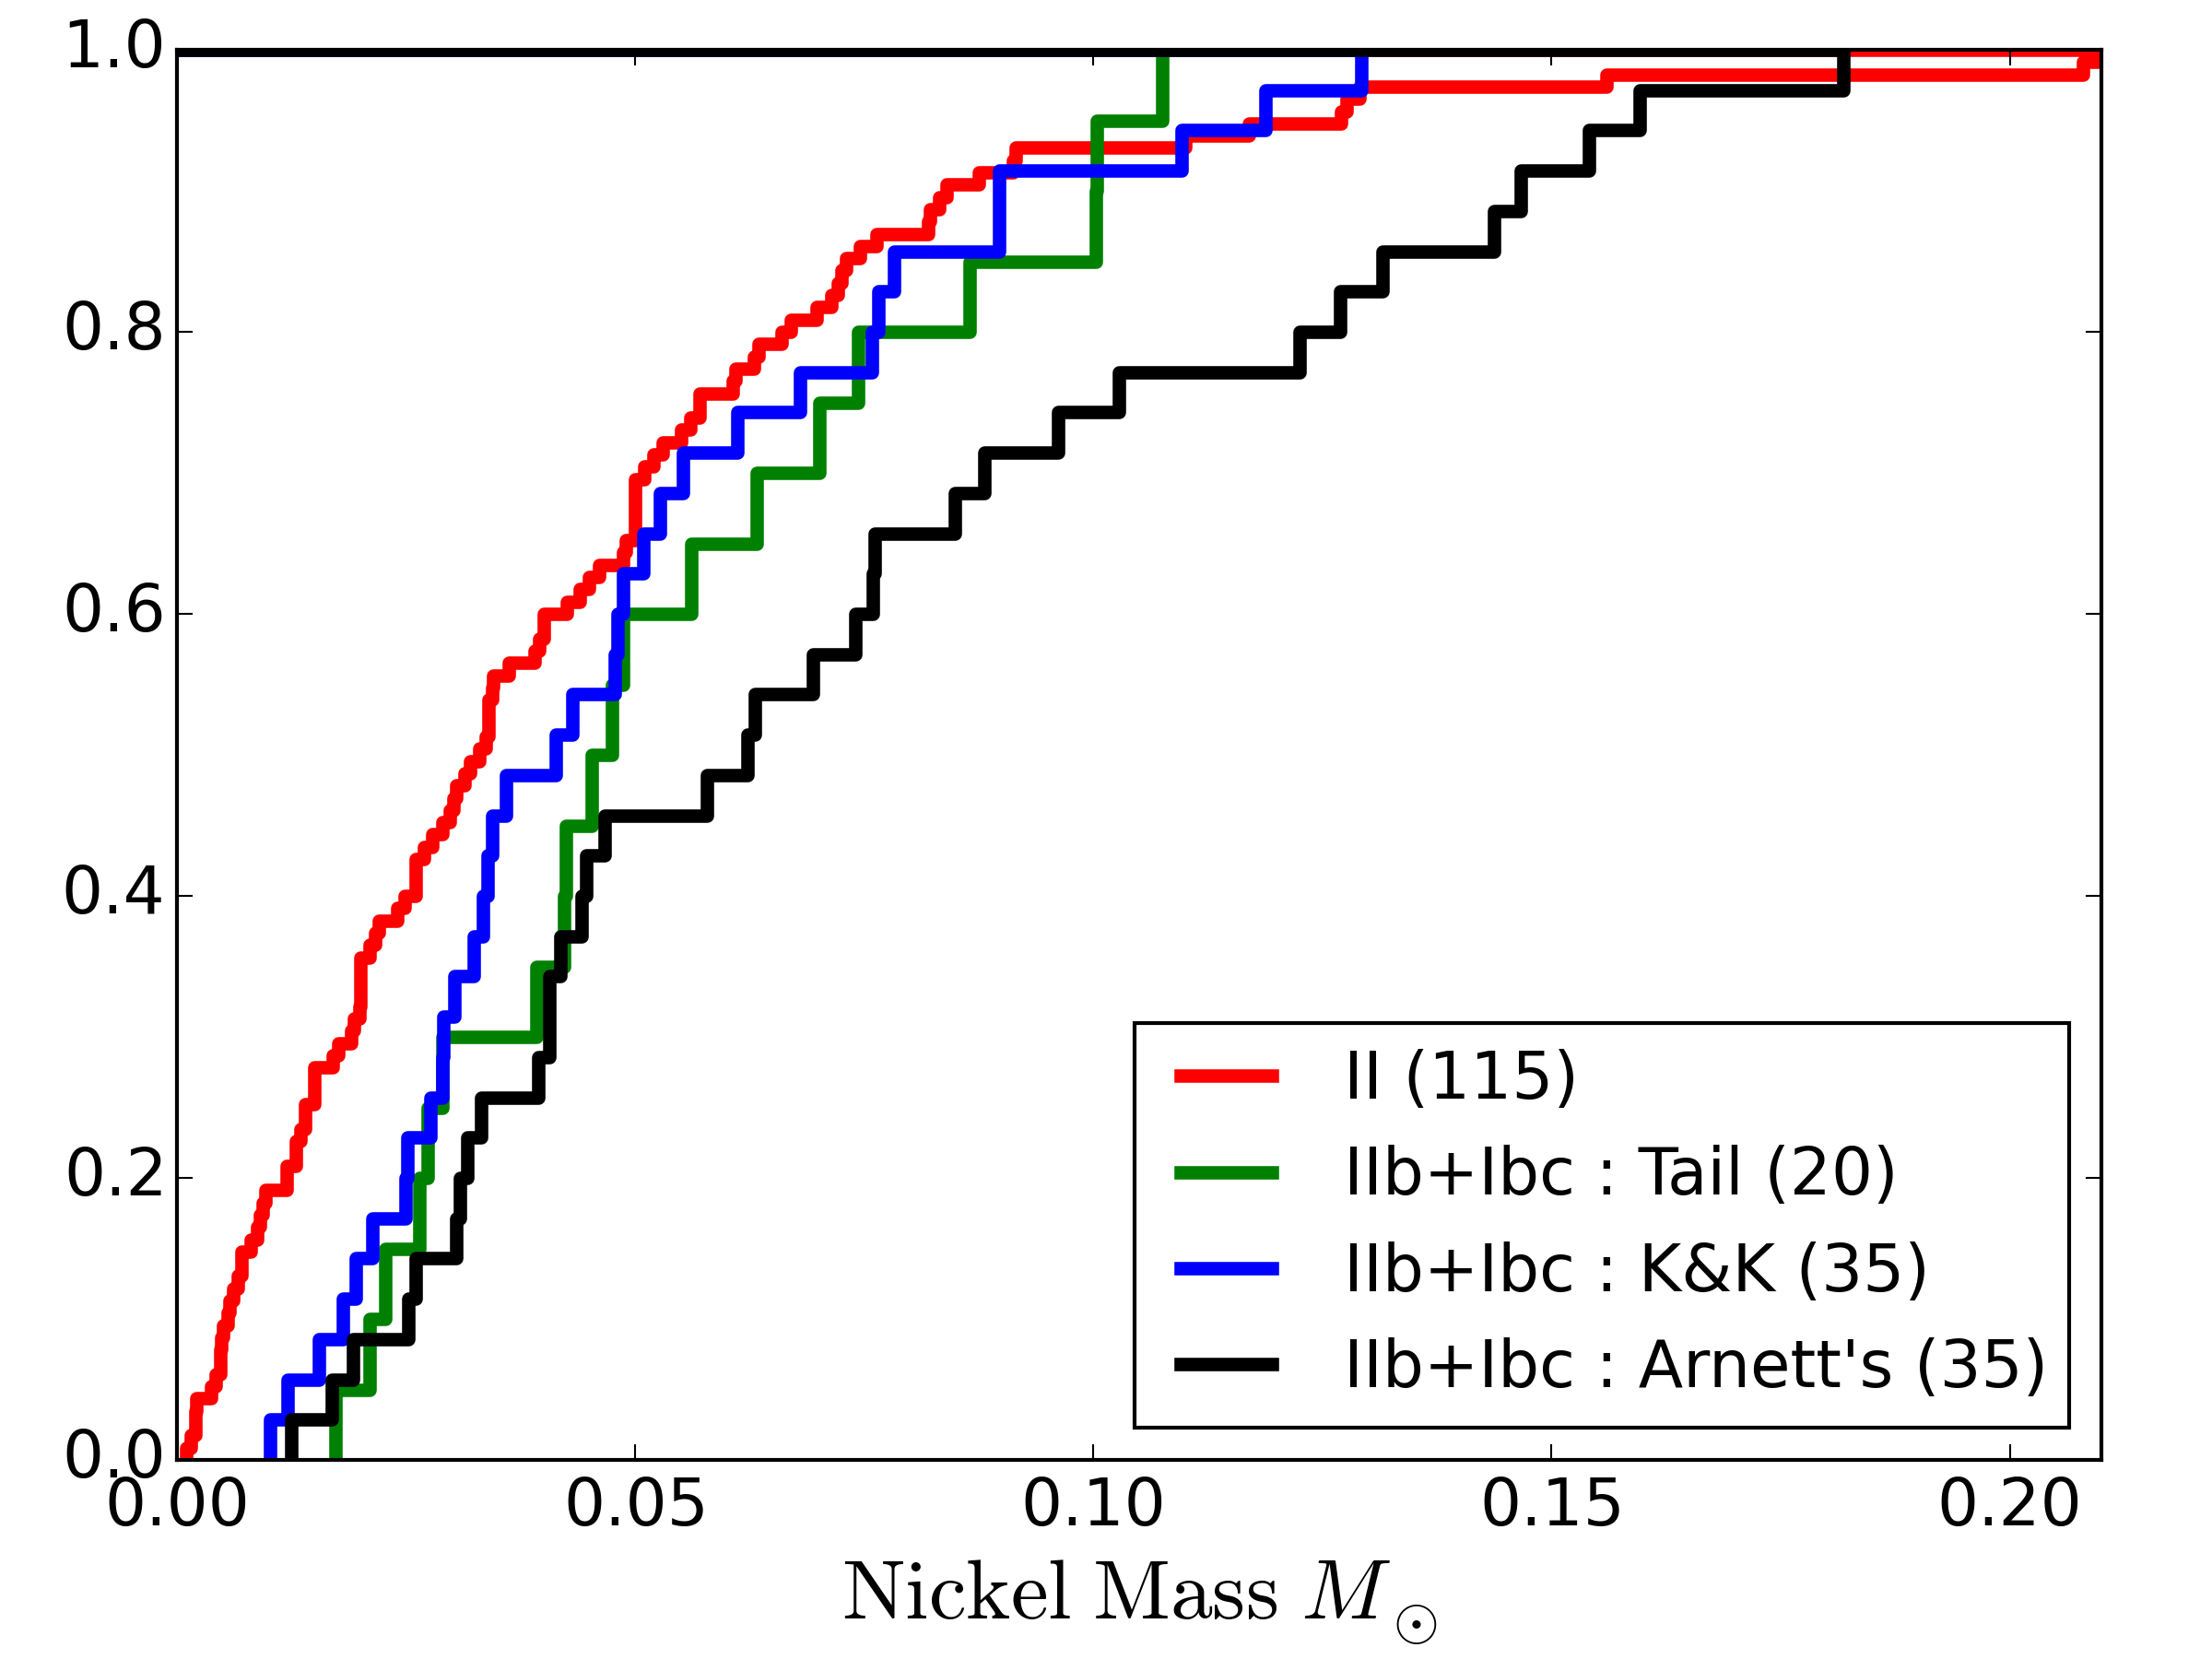 1.0
0.8
0.6
0.4
0.2
0.0
0.00 0.05 0.10 0.15 0.20
Nickel Mass M⊙
II (115)
IIb+Ibc : Tail (20)
IIb+Ibc : K&K (35)
IIb+Ibc : Arnett's (35)